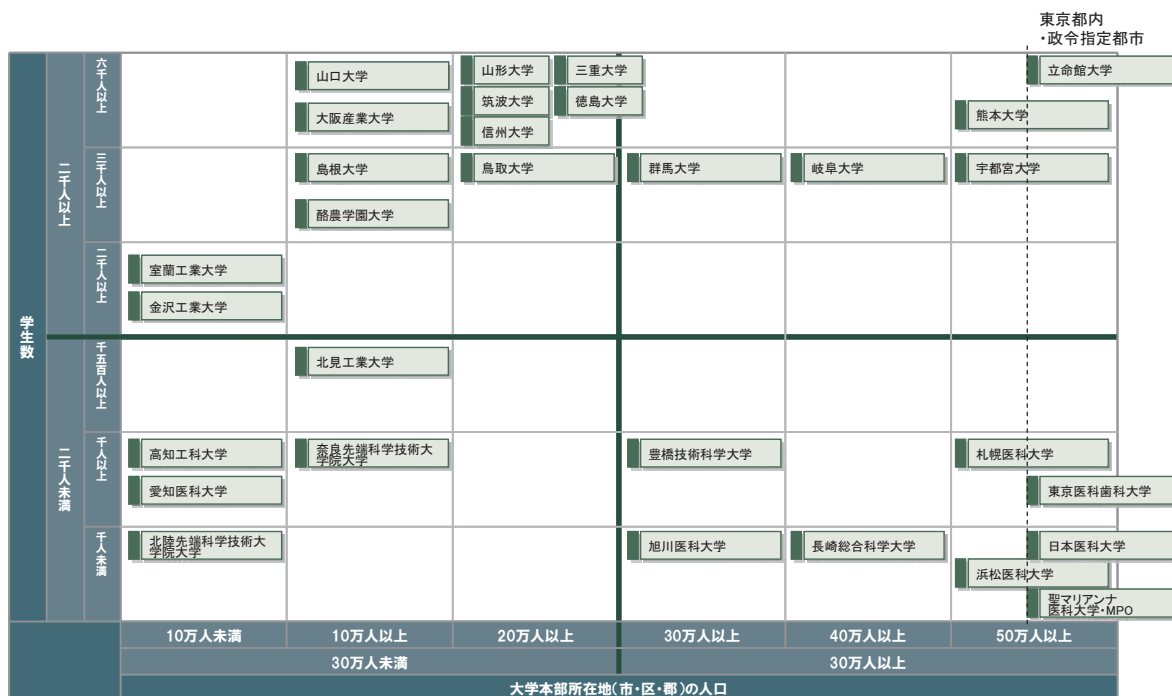 東京都内
・政令指定都市
学生数
二千人以上
六千人以上
山口大学
大阪産業大学
山形大学
筑波大学
信州大学
三重大学
徳島大学
立命館大学
熊本大学
三千人以上
島根大学
酪農学園大学
鳥取大学
群馬大学
岐阜大学
宇都宮大学
二千人以上
室蘭工業大学
金沢工業大学
二千人未満
千五百人以上
北見工業大学
千人以上
高知工科大学
愛知医科大学
奈良先端科学技術大
学院大学
豊橋技術科学大学
札幌医科大学
東京医科歯科大学
千人未満
北陸先端科学技術大
学院大学
旭川医科大学
長崎総合科学大学
日本医科大学
浜松医科大学
聖マリアンナ
医科大学・MPO
10万人未満
10万人以上
20万人以上
30万人以上
40万人以上
50万人以上
30万人未満
30万人以上
大学本部所在地(市・区・郡)の人口